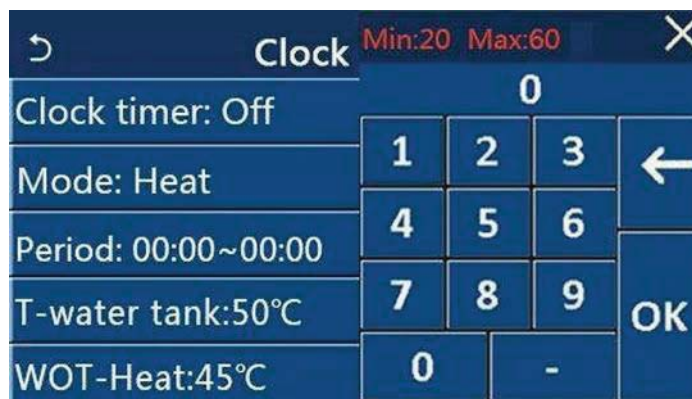 Clock
Clock timer: Off
Mode: Heat
Period: 00:00~00:00
T-water tank:50℃
WOT-Heat:45℃
Min:20 Max:60
0
1 2 3
4 5 6
7 8 9
OK
0 -